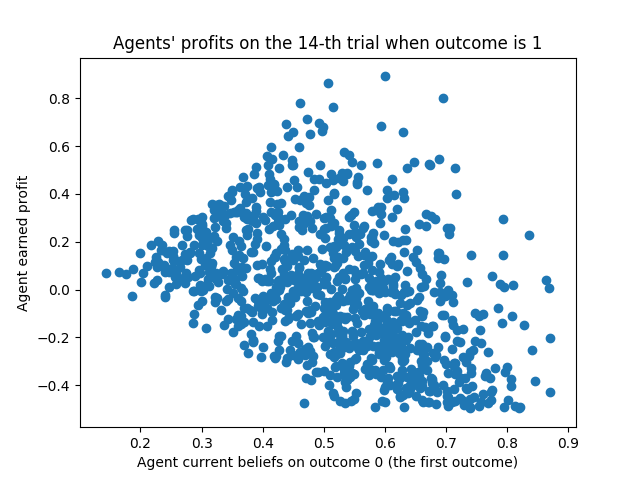 Agents' profits on the 14-th trial when outcome is 1
Agent earned profit
0.8
0.6
0.4
0.2
0.0
−0.2
−0.4
0.2 0.3 0.4 0.5 0.6 0.7 0.8 0.9
Agent current beliefs on outcome 0 (the first outcome)